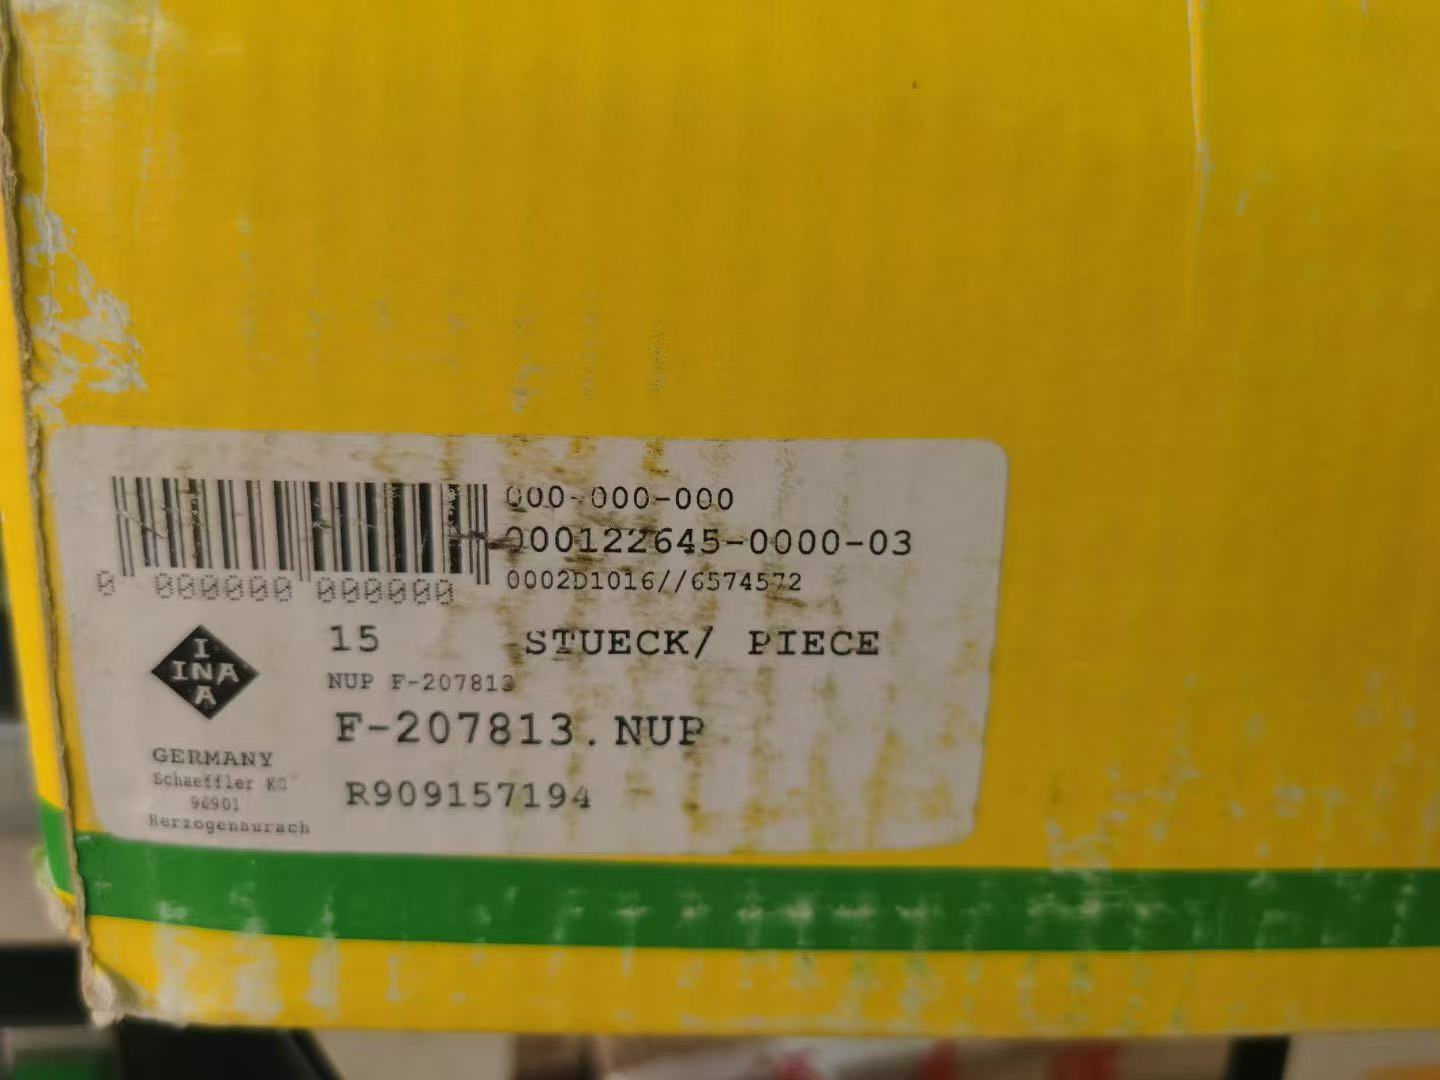 000-000-000
000122645-0000-03
0002D1016//6574572
0 000000 000000
15 STUECK/ PIECE
I
INA
A
NUP F-207813
F-207813.NUP
GERMANY
Schaeffler KG
R909157194
90901
Herzogenaurach